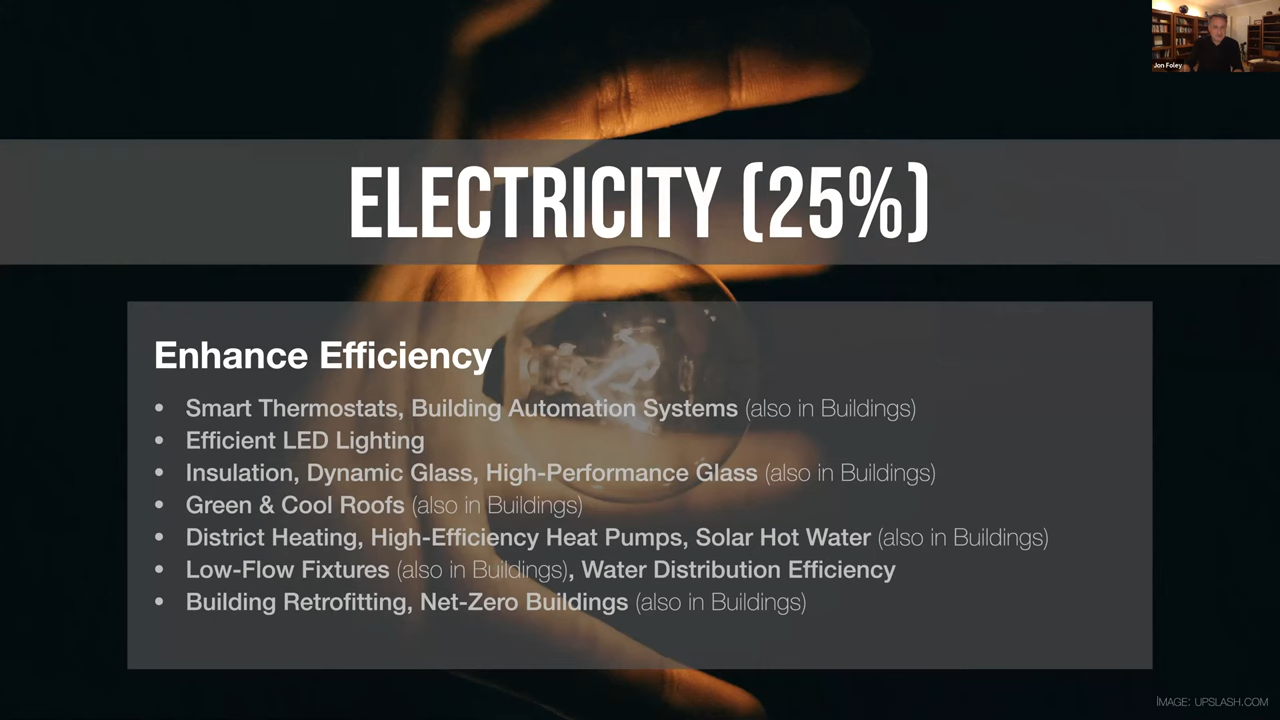 Jon Foley
ELECTRICITY (25%)
Enhance Efficiency
• Smart Thermostats, Building Automation Systems (also in Buildings)
• Efficient LED Lighting
• Insulation, Dynamic Glass, High-Performance Glass (also in Buildings)
• Green & Cool Roofs (also in Buildings)
• District Heating, High-Efficiency Heat Pumps, Solar Hot Water (also in Buildings)
• Low-Flow Fixtures (also in Buildings), Water Distribution Efficiency
• Building Retrofitting, Net-Zero Buildings (also in Buildings)
IMAGE: UPSLASH.COM